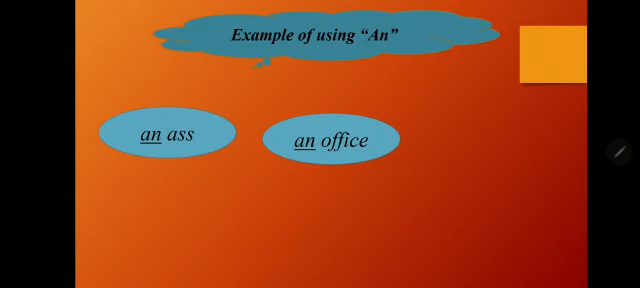 Example of using “An”
an ass
an office